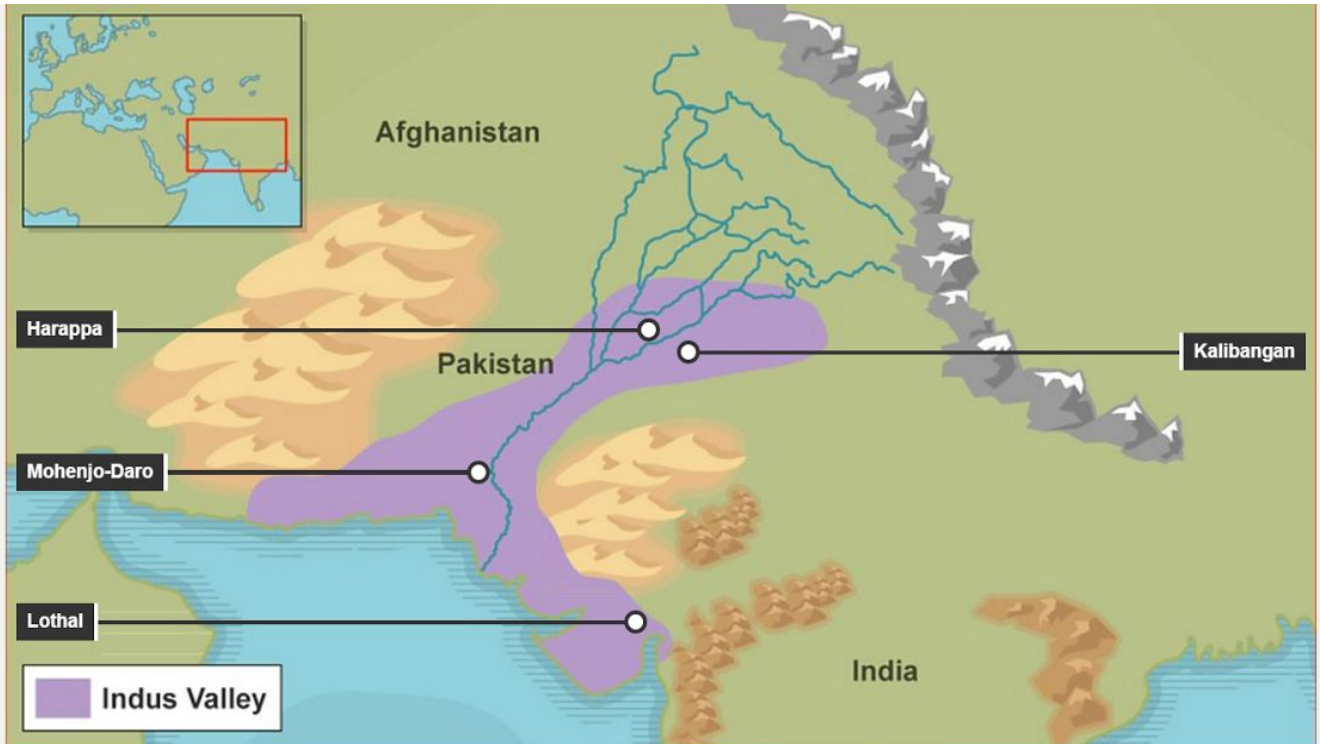 Afghanistan
Harappa
Pakistan
Kalibangan
Mohenjo-Daro
Lothal
India
Indus Valley